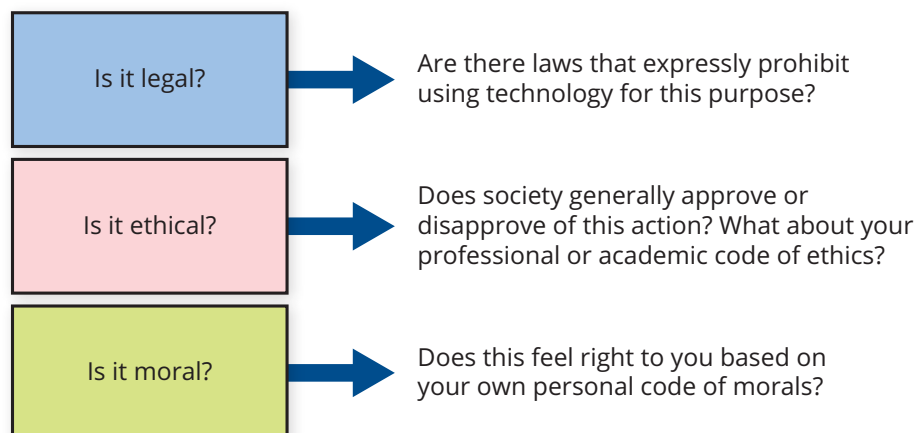 Is it legal?
Are there laws that expressly prohibit
using technology for this purpose?
Is it ethical?
Does society generally approve or
disapprove of this action? What about your
professional or academic code of ethics?
Is it moral?
Does this feel right to you based on
your own personal code of morals?